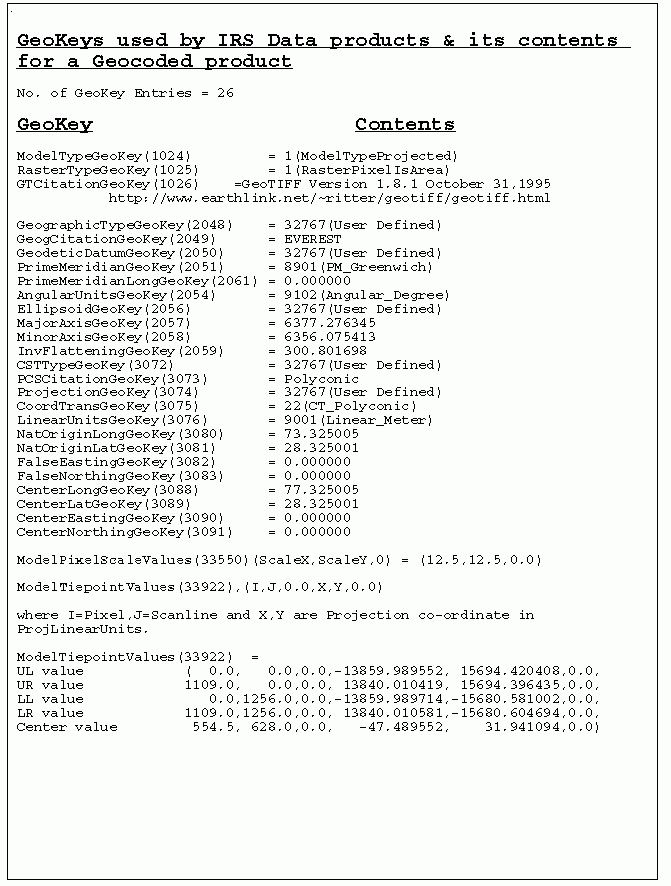 GeoKeys used by IRS Data products & its contents
for a Geocoded product
No. of GeoKey Entries = 26
GeoKey Contents
ModelTypeGeoKey(1024) = 1(ModelTypeProjected)
RasterTypeGeoKey(1025) = 1(RasterPixelIsArea)
GTCitationGeoKey(1026) =GeoTIFF Version 1.8.1 October 31,1995
http://www.earthlink.net/~ritter/geotiff/geotiff.html
GeographicTypeGeoKey(2048) = 32767(User Defined)
GeogCitationGeoKey(2049) = EVEREST
GeodeticDatumGeoKey(2050) = 32767(User Defined)
PrimeMeridianGeoKey(2051) = 8901(PM_Greenwich)
PrimeMeridianLongGeoKey(2061) = 0.000000
AngularUnitsGeoKey(2054) = 9102(Angular_Degree)
EllipsoidGeoKey(2056) = 32767(User Defined)
MajorAxisGeoKey(2057) = 6377.276345
MinorAxisGeoKey(2058) = 6356.075413
InvFlatteningGeoKey(2059) = 300.801698
CSTTypeGeoKey(3072) = 32767(User Defined)
PCSCitationGeoKey(3073) = Polyconic
ProjectionGeoKey(3074) = 32767(User Defined)
CoordTransGeoKey(3075) = 22(CT_Polyconic)
LinearUnitsGeoKey(3076) = 9001(Linear_Meter)
NatOriginLongGeoKey(3080) = 73.325005
NatOriginLatGeoKey(3081) = 28.325001
FalseEastingGeoKey(3082) = 0.000000
FalseNorthingGeoKey(3083) = 0.000000
CenterLongGeoKey(3088) = 77.325005
CenterLatGeoKey(3089) = 28.325001
CenterEastingGeoKey(3090) = 0.000000
CenterNorthingGeoKey(3091) = 0.000000
ModelPixelScaleValues(33550)(ScaleX,ScaleY,0) = (12.5,12.5,0.0)
ModelTiepointValues(33922),(I,J,0.0,X,Y,0.0)
where I=Pixel,J=Scanline and X,Y are Projection co-ordinate in
ProjLinearUnits.
ModelTiepointValues(33922) =
UL value ( 0.0, 0.0,0.0,-13859.989552, 15694.420408,0.0,
UR value 1109.0, 0.0,0.0, 13840.010419, 15694.396435,0.0,
LL value 0.0,1256.0,0.0,-13859.989714,-15680.581002,0.0,
LR value 1109.0,1256.0,0.0, 13840.010581,-15680.604694,0.0,
Center value 554.5, 628.0,0.0, -47.489552, 31.941094,0.0)